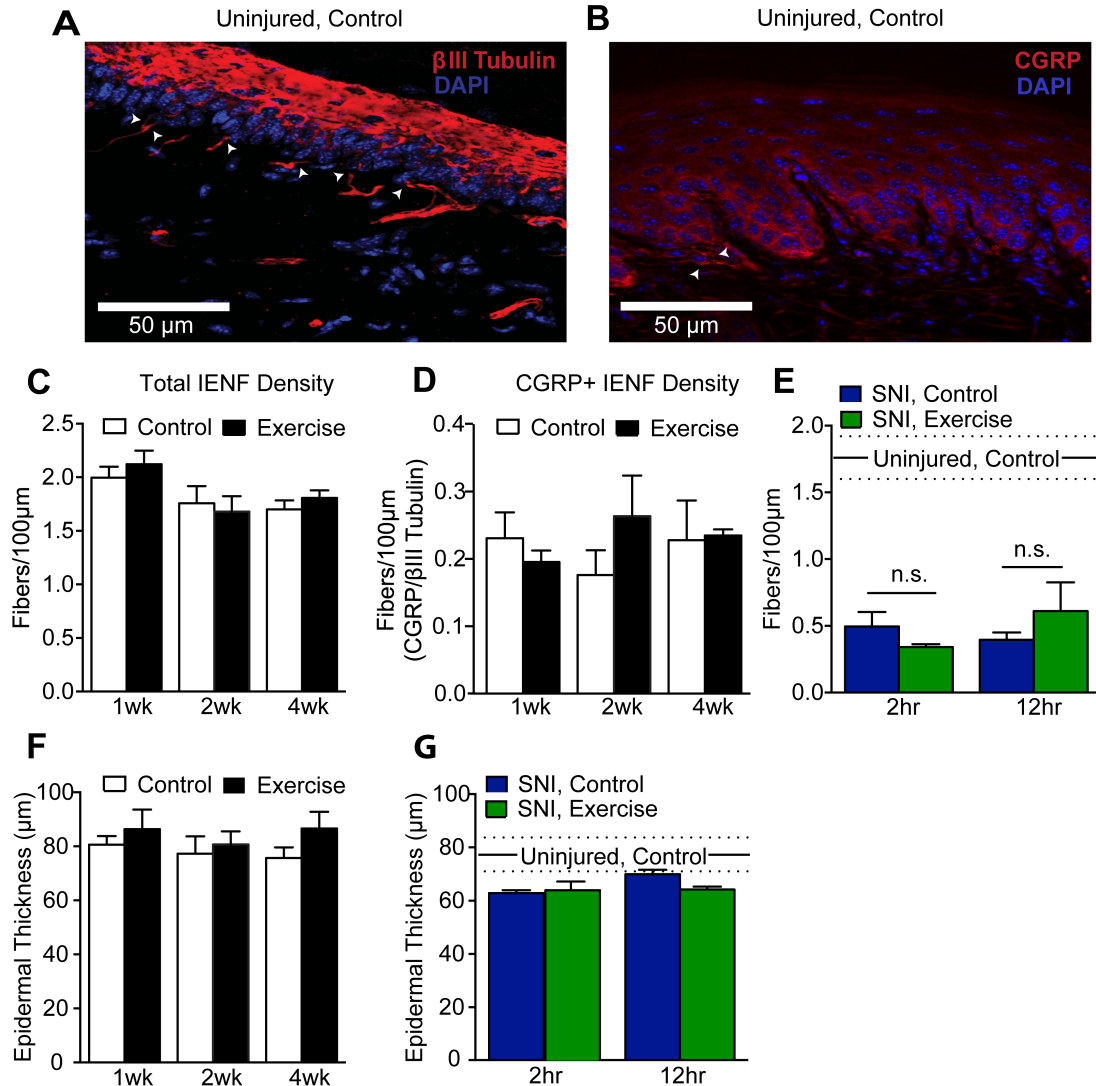 A
Uninjured, Control
βIII Tubulin
DAPI
50 μm
B
Uninjured, Control
CGRP
DAPI
50 μm
C
Total IENF Density
Control
Exercise
Fibers/100μm
2.5
2.0
1.5
1.0
0.5
0.0
1wk
2wk
4wk
D
CGRP+ IENF Density
Control
Exercise
Fibers/100μm
(CGRP/βIII Tubulin)
0.4
0.3
0.2
0.1
0.0
1wk
2wk
4wk
E
SNI, Control
SNI, Exercise
Fibers/100μm
2.0
1.5
1.0
0.5
0.0
Uninjured, Control
n.s.
n.s.
2hr
12hr
F
Control
Exercise
Epidermal Thickness (μm)
100
80
60
40
20
0
1wk
2wk
4wk
G
SNI, Control
SNI, Exercise
Epidermal Thickness (μm)
100
80
60
40
20
0
Uninjured, Control
2hr
12hr